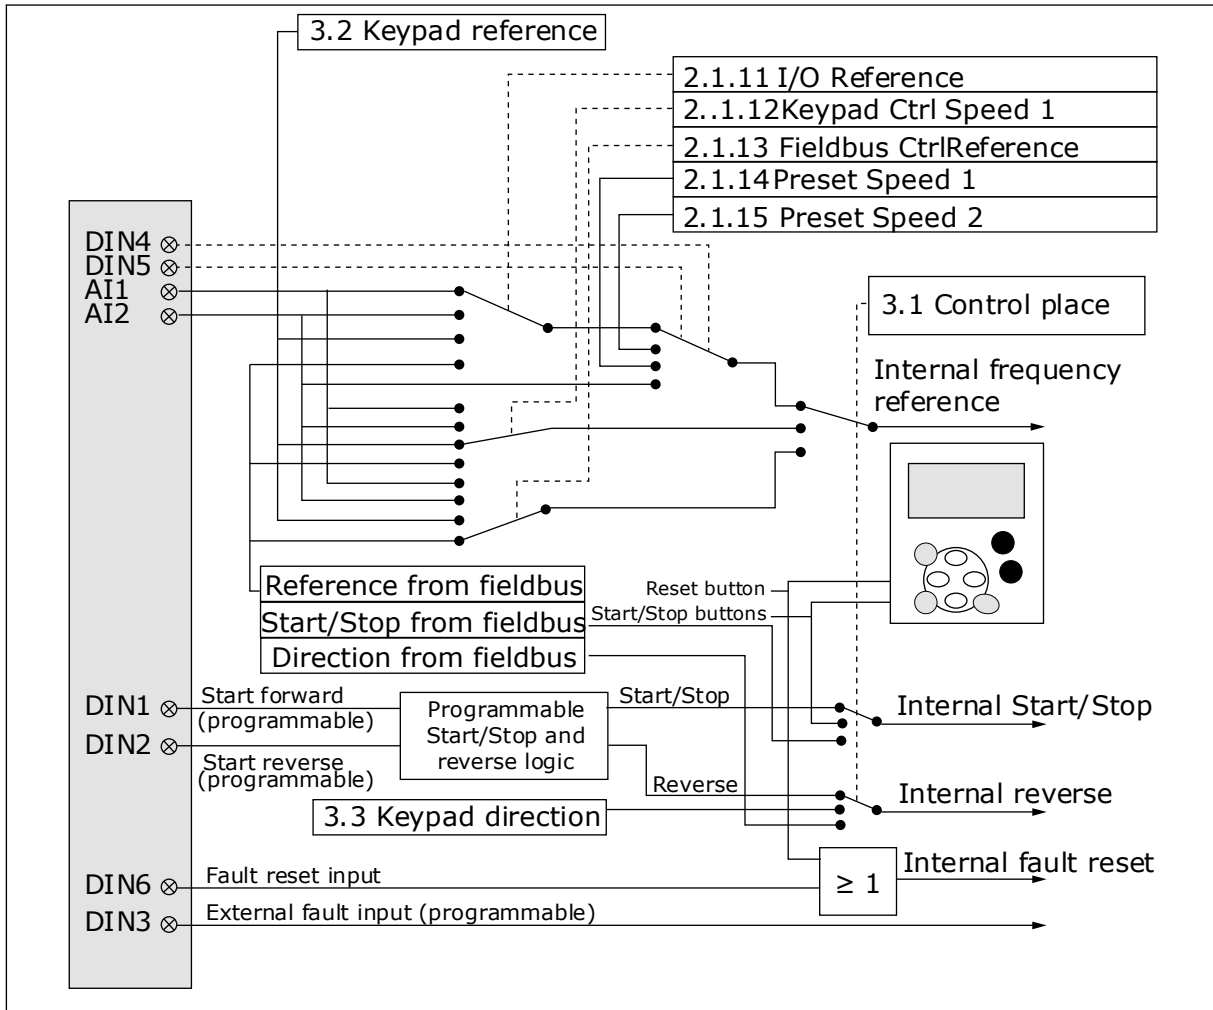 3.2 Keypad reference
2.1.11 I/O Reference
2..1.12Keypad Ctrl Speed 1
2.1.13 Fieldbus CtrlReference
2.1.14Preset Speed 1
2.1.15 Preset Speed 2
DIN4
DIN5
AI1
AI2
3.1 Control place
Internal frequency
reference
Reference from fieldbus
Start/Stop from fieldbus
Direction from fieldbus
Reset button
Start/Stop buttons
DIN1
Start forward
(programmable)
DIN2
Start reverse
(programmable)
Programmable
Start/Stop and
reverse logic
Start/Stop
Internal Start/Stop
Reverse
Internal reverse
3.3 Keypad direction
DIN6
Fault reset input
≥ 1
Internal fault reset
DIN3
External fault input (programmable)